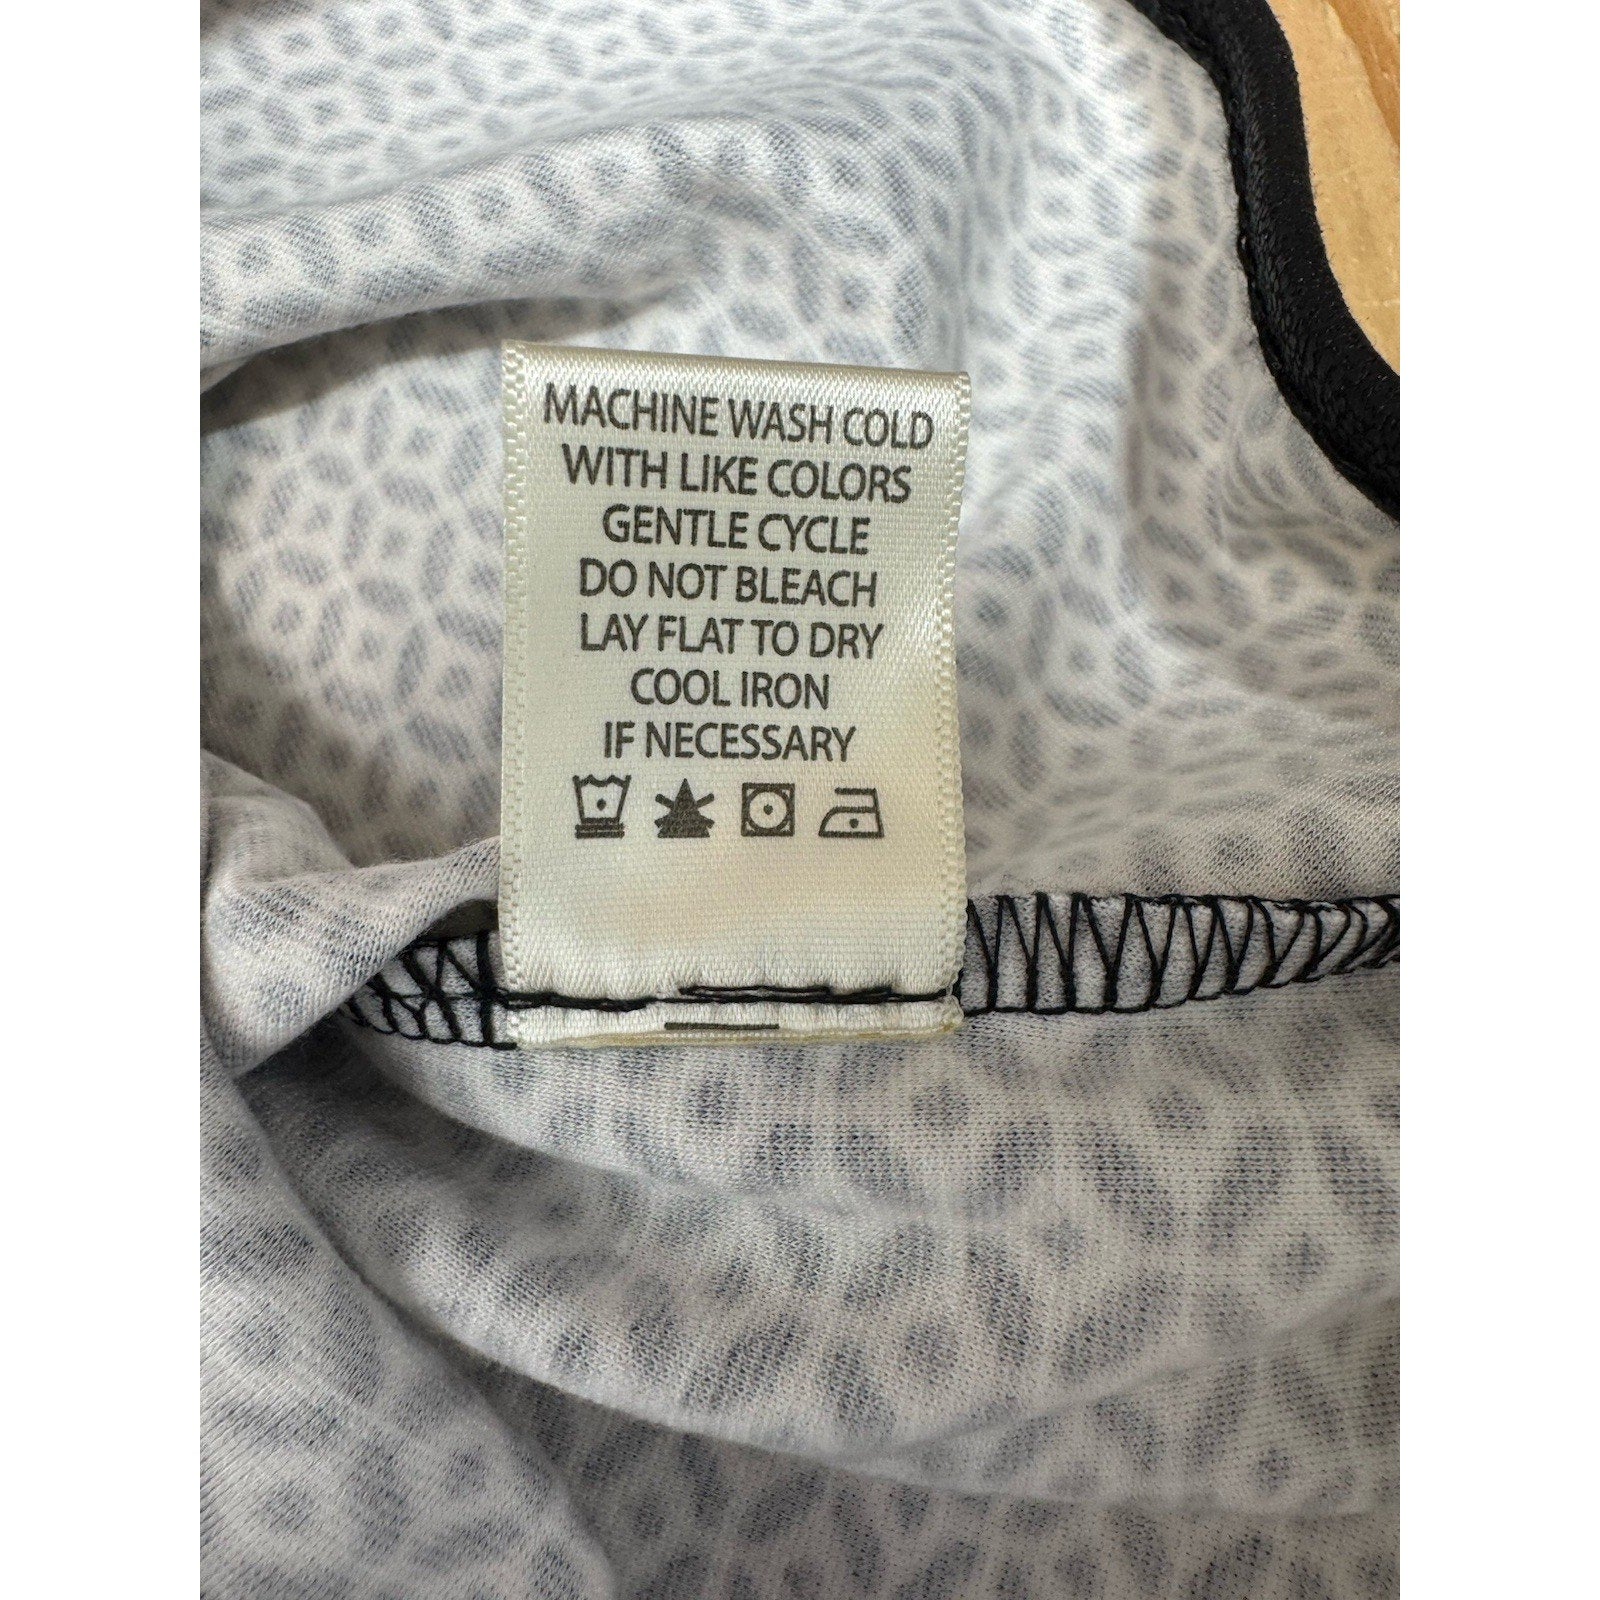 MACHINE WASH COLD
WITH LIKE COLORS
GENTLE CYCLE
DO NOT BLEACH
LAY FLAT TO DRY
COOL IRON
IF NECESSARY